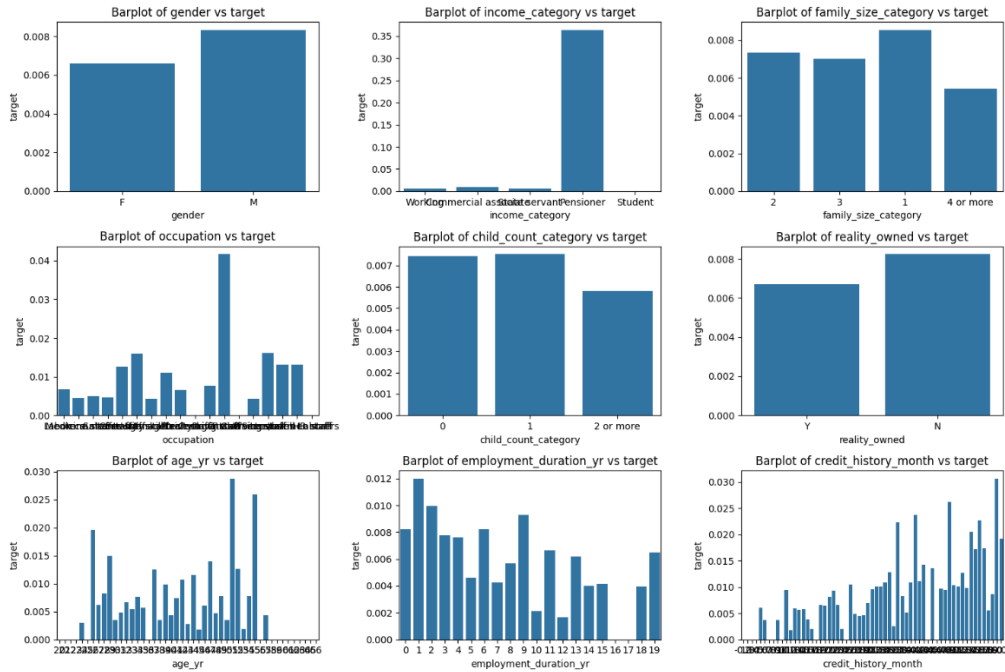 Barplot of gender vs target
target
0.008
0.006
0.004
0.002
0.000
F M
gender
Barplot of income_category vs target
target
0.35
0.30
0.25
0.20
0.15
0.10
0.05
0.00
Working Commercial associate State servant Pensioner Student
income_category
Barplot of family_size_category vs target
target
0.008
0.006
0.004
0.002
0.000
2 3 1 4 or more
family_size_category
Barplot of occupation vs target
target
0.04
0.03
0.02
0.01
0.00
occupation
Barplot of child_count_category vs target
target
0.007
0.006
0.005
0.004
0.003
0.002
0.001
0.000
0 1 2 or more
child_count_category
Barplot of reality_owned vs target
target
0.008
0.006
0.004
0.002
0.000
Y N
reality_owned
Barplot of age_yr vs target
target
0.030
0.025
0.020
0.015
0.010
0.005
0.000
age_yr
Barplot of employment_duration_yr vs target
target
0.012
0.010
0.008
0.006
0.004
0.002
0.000
0 1 2 3 4 5 6 7 8 9 10 11 12 13 14 15 16 17 18 19
employment_duration_yr
Barplot of credit_history_month vs target
target
0.030
0.025
0.020
0.015
0.010
0.005
0.000
credit_history_month